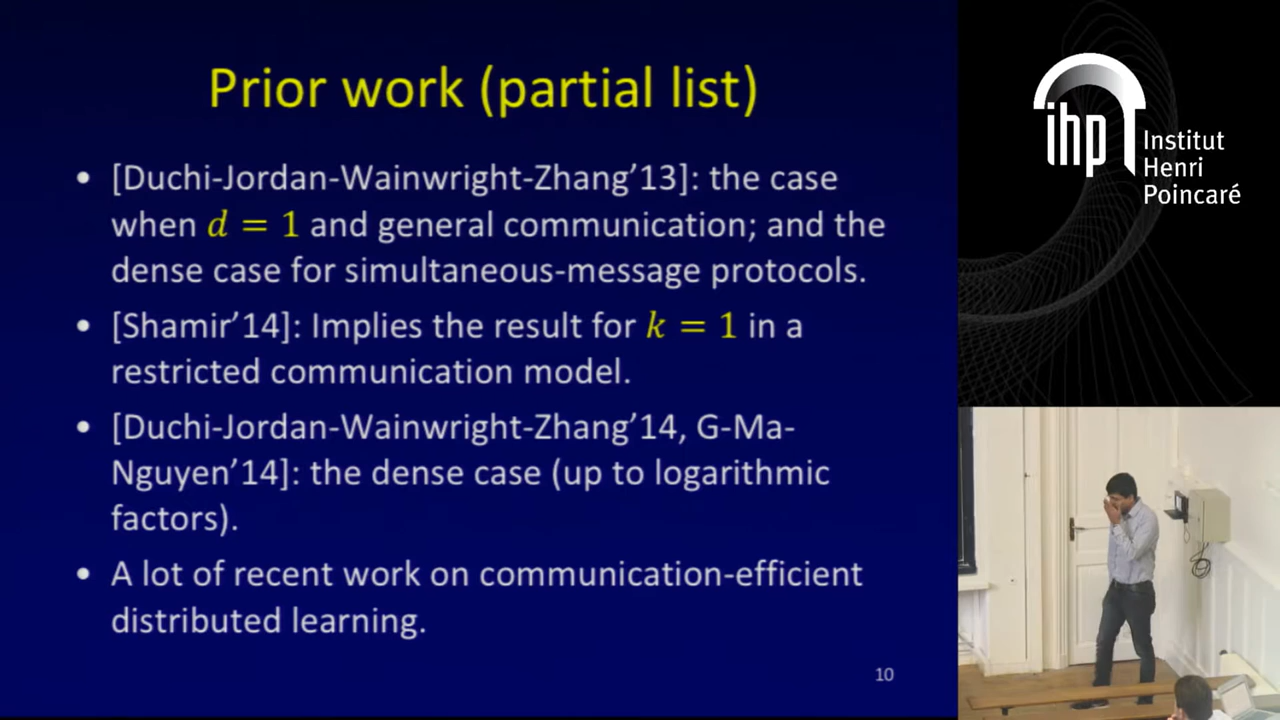 Prior work (partial list)
• [Duchi-Jordan-Wainwright-Zhang’13]: the case
when d = 1 and general communication; and the
dense case for simultaneous-message protocols.
• [Shamir’14]: Implies the result for k = 1 in a
restricted communication model.
• [Duchi-Jordan-Wainwright-Zhang’14, G-Ma-
Nguyen’14]: the dense case (up to logarithmic
factors).
• A lot of recent work on communication-efficient
distributed learning.
10
ihp
Institut
Henri
Poincaré